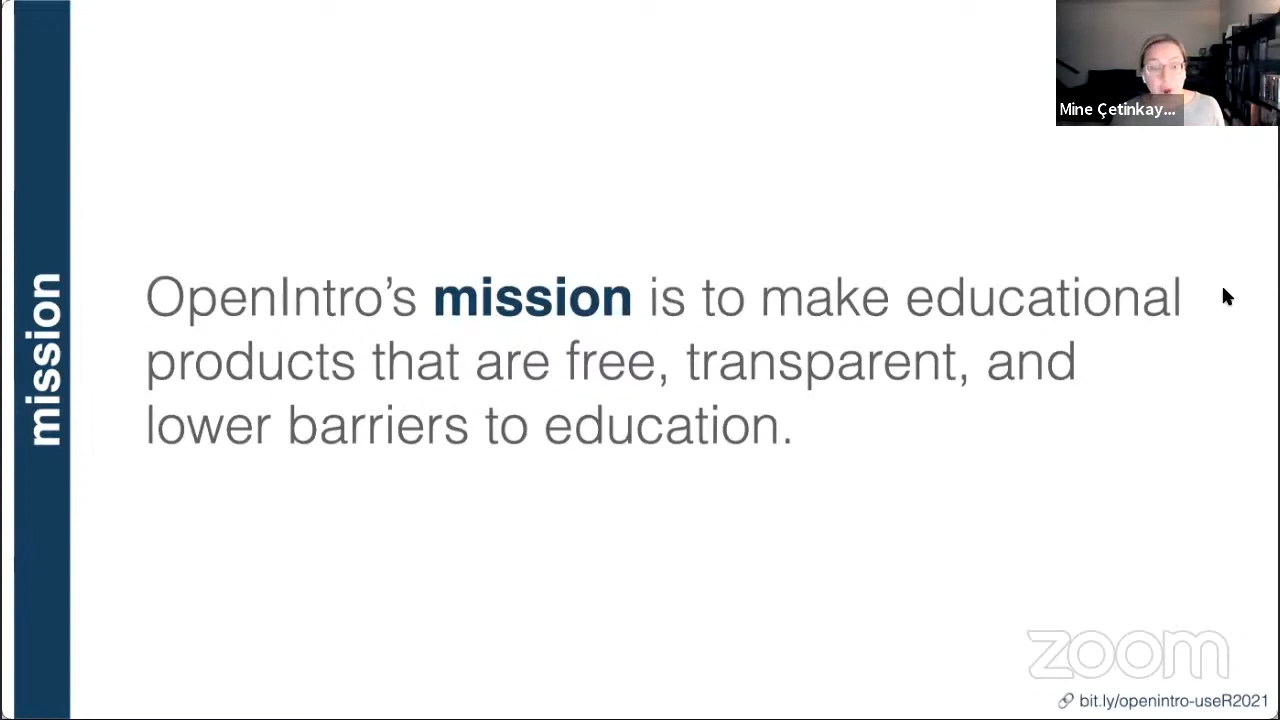 Mine Çetinkay...
mission
OpenIntro’s mission is to make educational
products that are free, transparent, and
lower barriers to education.
zoom
bit.ly/openintro-useR2021